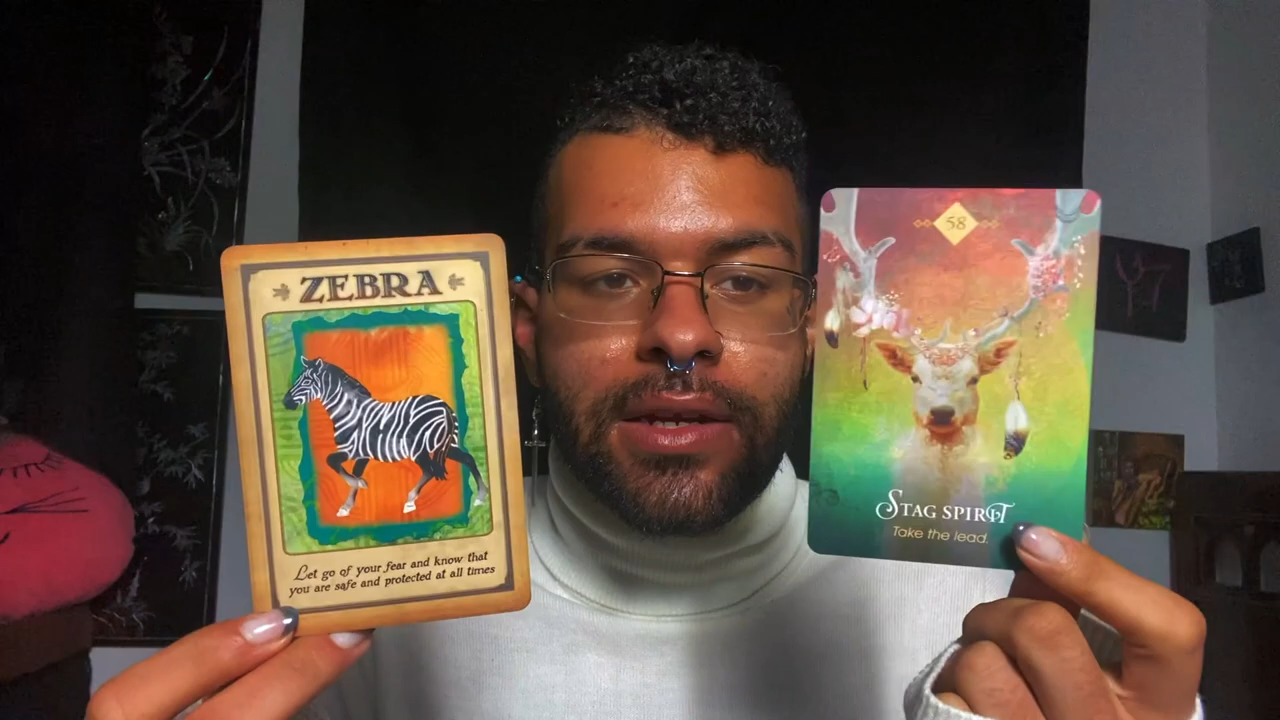 ZEBRA
Let go of your fear and know that
you are safe and protected at all times
58
STAG SPIRIT
Take the lead.